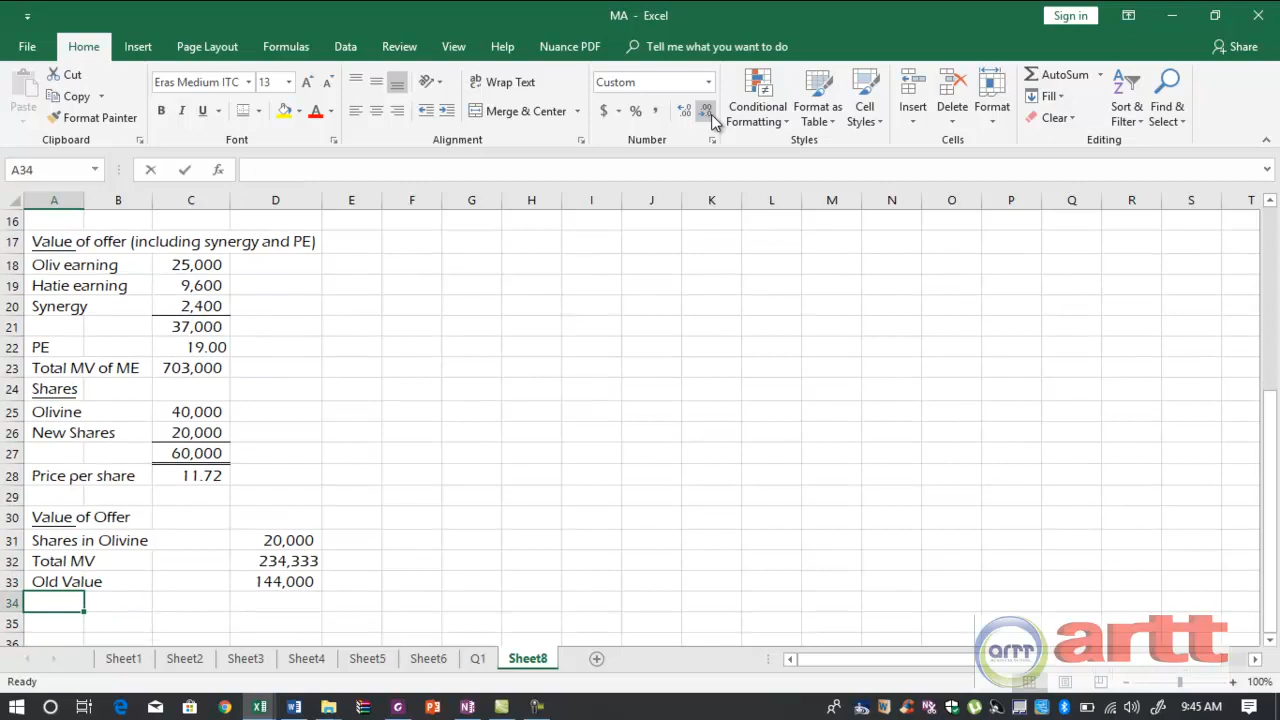 MA - Excel
Sign in
File Home Insert Page Layout Formulas Data Review View Help Nuance PDF Tell me what you want to do Share
Paste Cut Copy Format Painter Clipboard
Eras Medium ITC 13 B I U Font
Wrap Text Merge & Center Alignment
Custom $ % , Number
Conditional Formatting Format as Table Cell Styles Styles
Insert Delete Format Cells
AutoSum Fill Clear Sort & Filter Find & Select Editing
A34 fx
A B C D E F G H I J K L M N O P Q R S T
16
17 Value of offer (including synergy and PE)
18 Oliv earning 25,000
19 Hatie earning 9,600
20 Synergy 2,400
21 37,000
22 PE 19.00
23 Total MV of ME 703,000
24 Shares
25 Olivine 40,000
26 New Shares 20,000
27 60,000
28 Price per share 11.72
29
30 Value of Offer
31 Shares in Olivine 20,000
32 Total MV 234,333
33 Old Value 144,000
34
35
36
Sheet1 Sheet2 Sheet3 Sheet4 Sheet5 Sheet6 Q1 Sheet8
artt artt
Ready 100%
9:45 AM